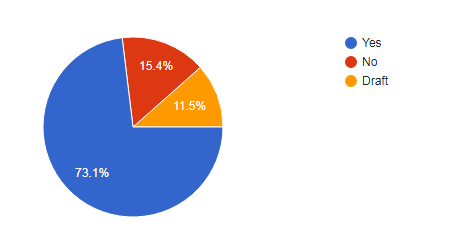 Yes
No
Draft
15.4%
11.5%
73.1%